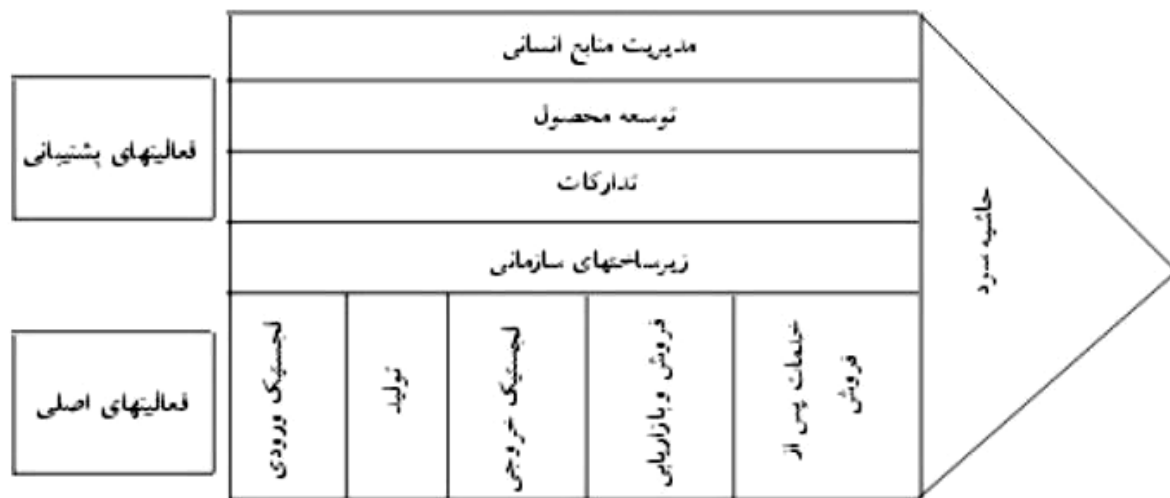 مدیریت منابع انسانی
توسعه محصول
تدارکات
زیرساختهای سازمانی
فعالیتهای پشتیبانی
فعالیتهای اصلی
لجستیک ورودی
تولید
لجستیک خروجی
فروش و بازاریابی
خدمات پس از
فروش
حاشیه سود